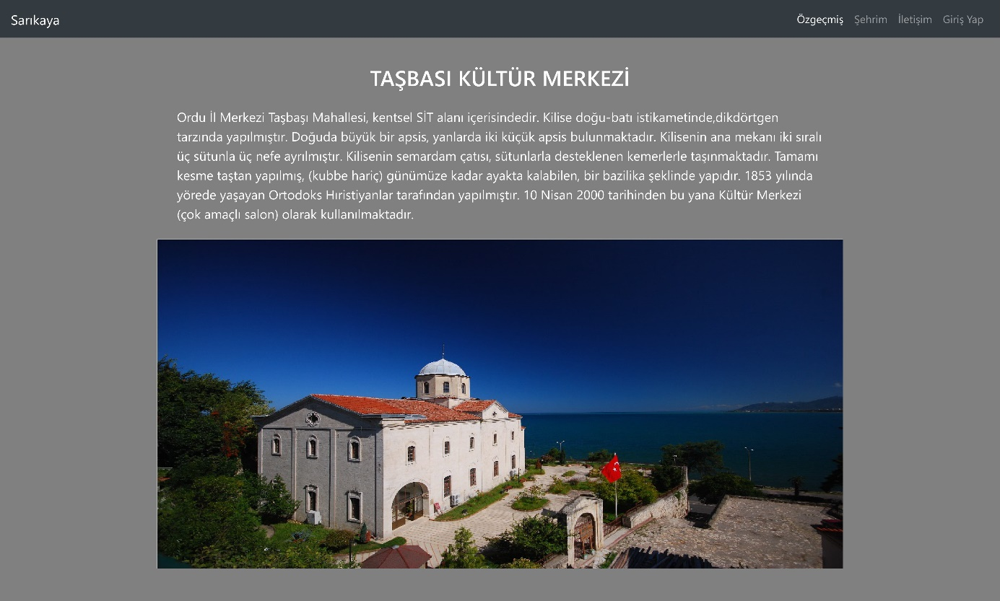 Sarıkaya
Özgeçmiş Şehrim İletişim Giriş Yap
TAŞBASI KÜLTÜR MERKEZİ
Ordu İl Merkezi Taşbaşı Mahallesi, kentsel SİT alanı içerisindedir. Kilise doğu-batı istikametinde,dikdörtgen
tarzında yapılmıştır. Doğuda büyük bir apsis, yanlarda iki küçük apsis bulunmaktadır. Kilisenin ana mekanı iki sıralı
üç sütunla üç nefe ayrılmıştır. Kilisenin semardam çatısı, sütunlarla desteklenen kemerlerle taşınmaktadır. Tamamı
kesme taştan yapılmış, (kubbe hariç) günümüze kadar ayakta kalabilen, bir bazilika şeklinde yapıdır. 1853 yılında
yörede yaşayan Ortodoks Hıristiyanlar tarafından yapılmıştır. 10 Nisan 2000 tarihinden bu yana Kültür Merkezi
(çok amaçlı salon) olarak kullanılmaktadır.